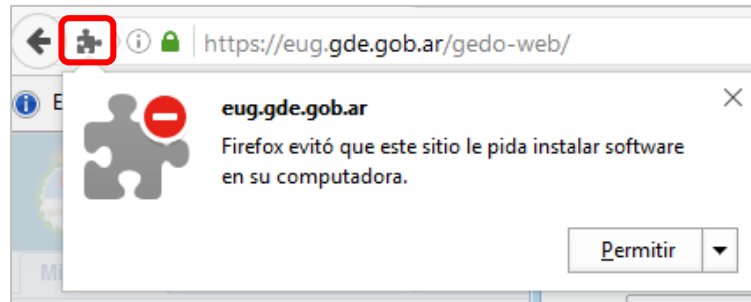 https://eug.gde.gob.ar/gedo-web/
E
eug.gde.gob.ar
Firefox evitó que este sitio le pida instalar software
en su computadora.
Permitir
Mi